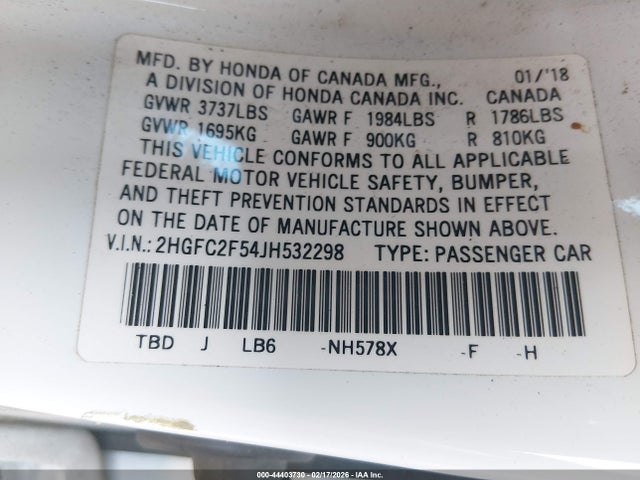 MFD. BY HONDA OF CANADA MFG., 01/'18
A DIVISION OF HONDA CANADA INC. CANADA
GVWR 3737LBS GAWR F 1984LBS R 1786LBS
GVWR 1695KG GAWR F 900KG R 810KG
THIS VEHICLE CONFORMS TO ALL APPLICABLE
FEDERAL MOTOR VEHICLE SAFETY, BUMPER,
AND THEFT PREVENTION STANDARDS IN EFFECT
ON THE DATE OF MANUFACTURE SHOWN ABOVE.
V.I.N.: 2HGFC2F54JH532298 TYPE: PASSENGER CAR
TBD J LB6 -NH578X -F -H
000-44403730 - 02/17/2026 - IAA Inc.